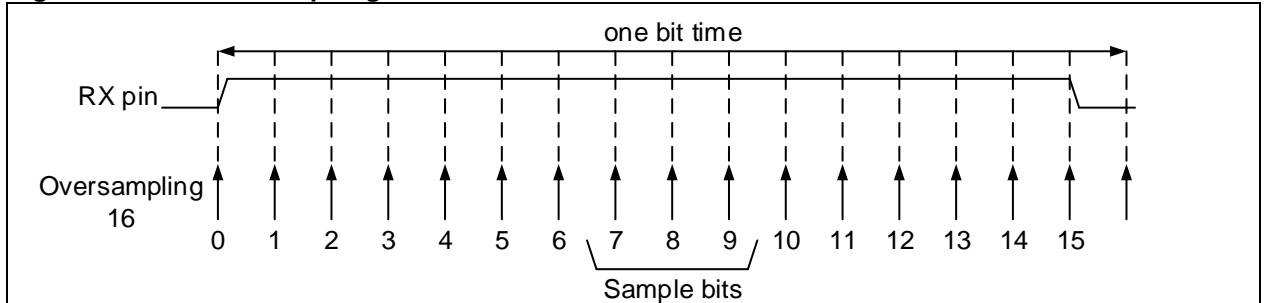 one bit time
RX pin
Oversampling
16
0 1 2 3 4 5 6 7 8 9 10 11 12 13 14 15
Sample bits